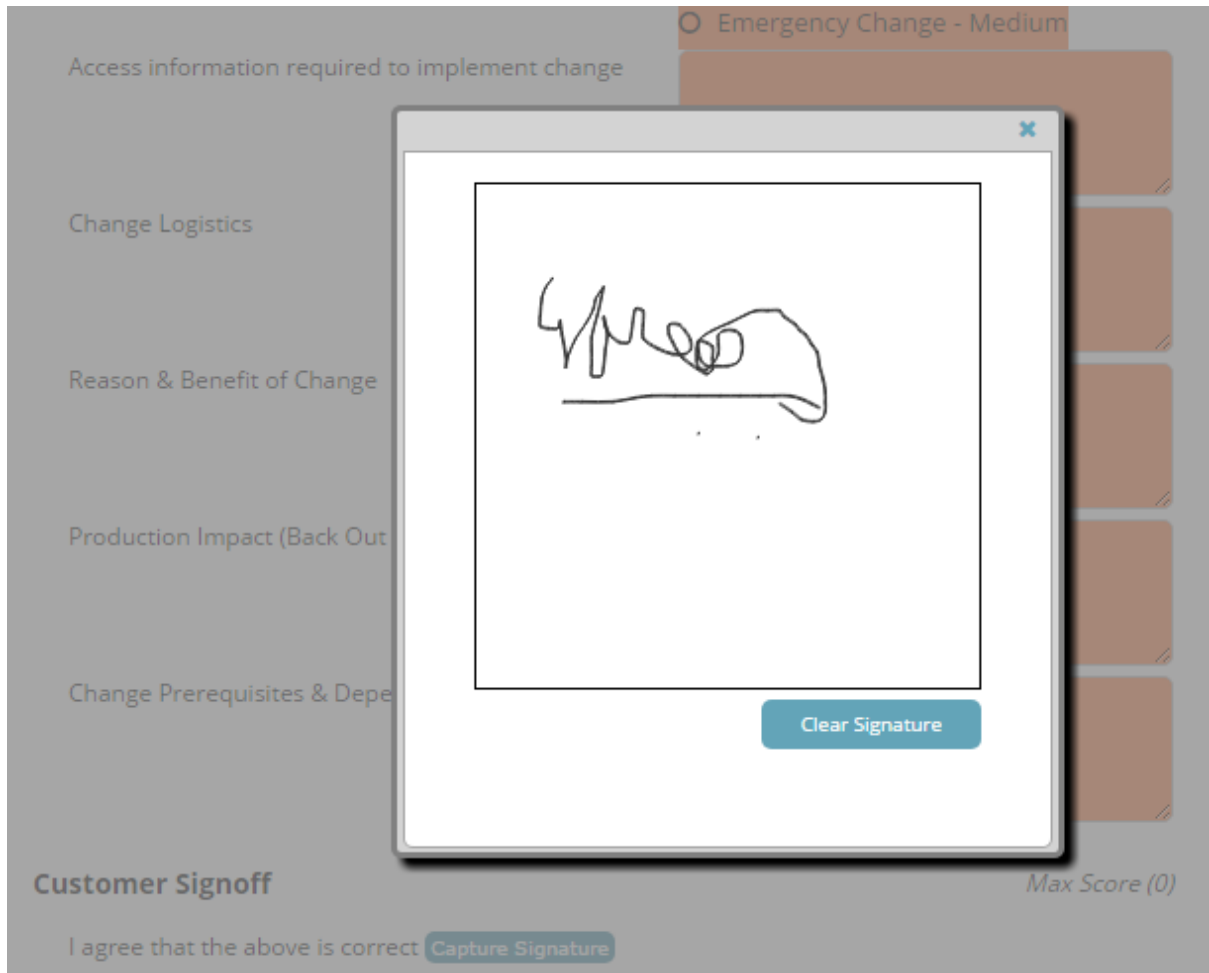 Emergency Change - Medium
Access information required to implement change
Change Logistics
Reason & Benefit of Change
Production Impact (Back Out
Change Prerequisites & Depe
Clear Signature
Customer Signoff
Max Score (0)
I agree that the above is correct Capture Signature